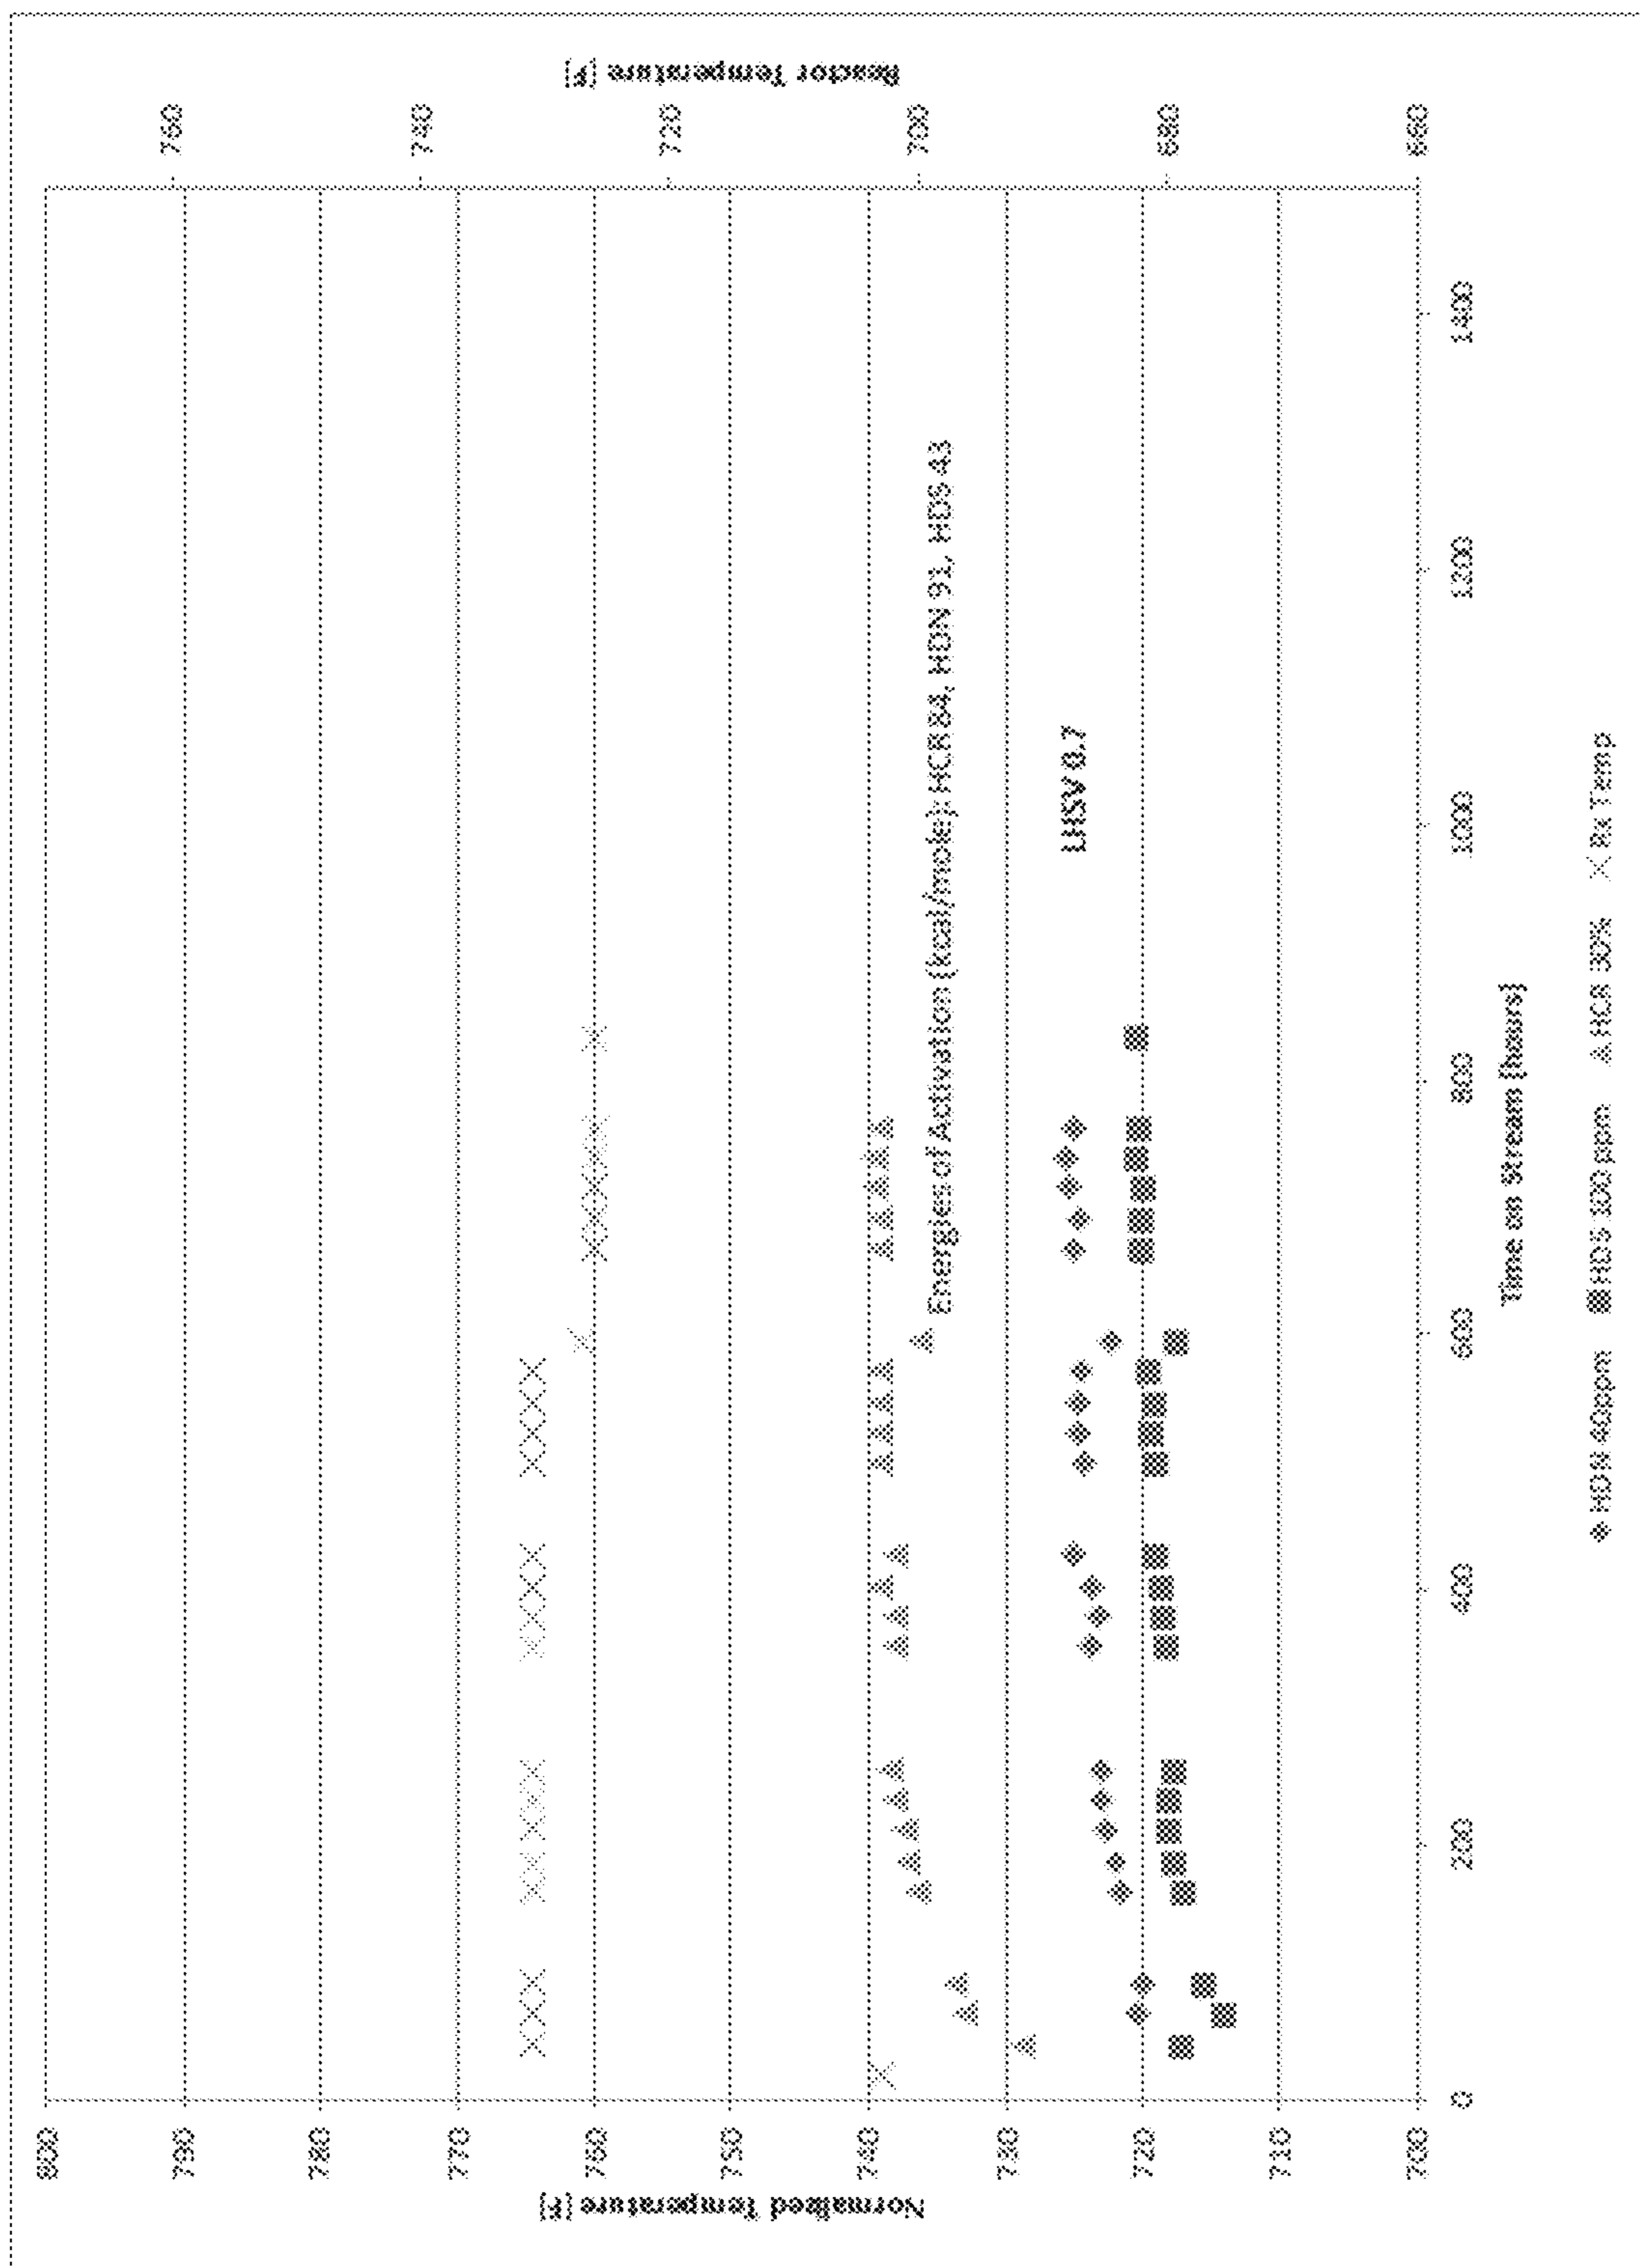 Normalized Temperature [F]
800
790
780
770
760
750
740
730
720
710
700
Reactor Temperature [F]
760
740
720
700
680
660
Energies of Activation (kcal/mole): HCR 84, HDN 91, HDS 43
LHSV 0.7
0
200
400
600
800
1000
1200
1400
Time on Stream [hours]
HDN 40ppm
HDS 100 ppm
HCR 30%
Rx Temp